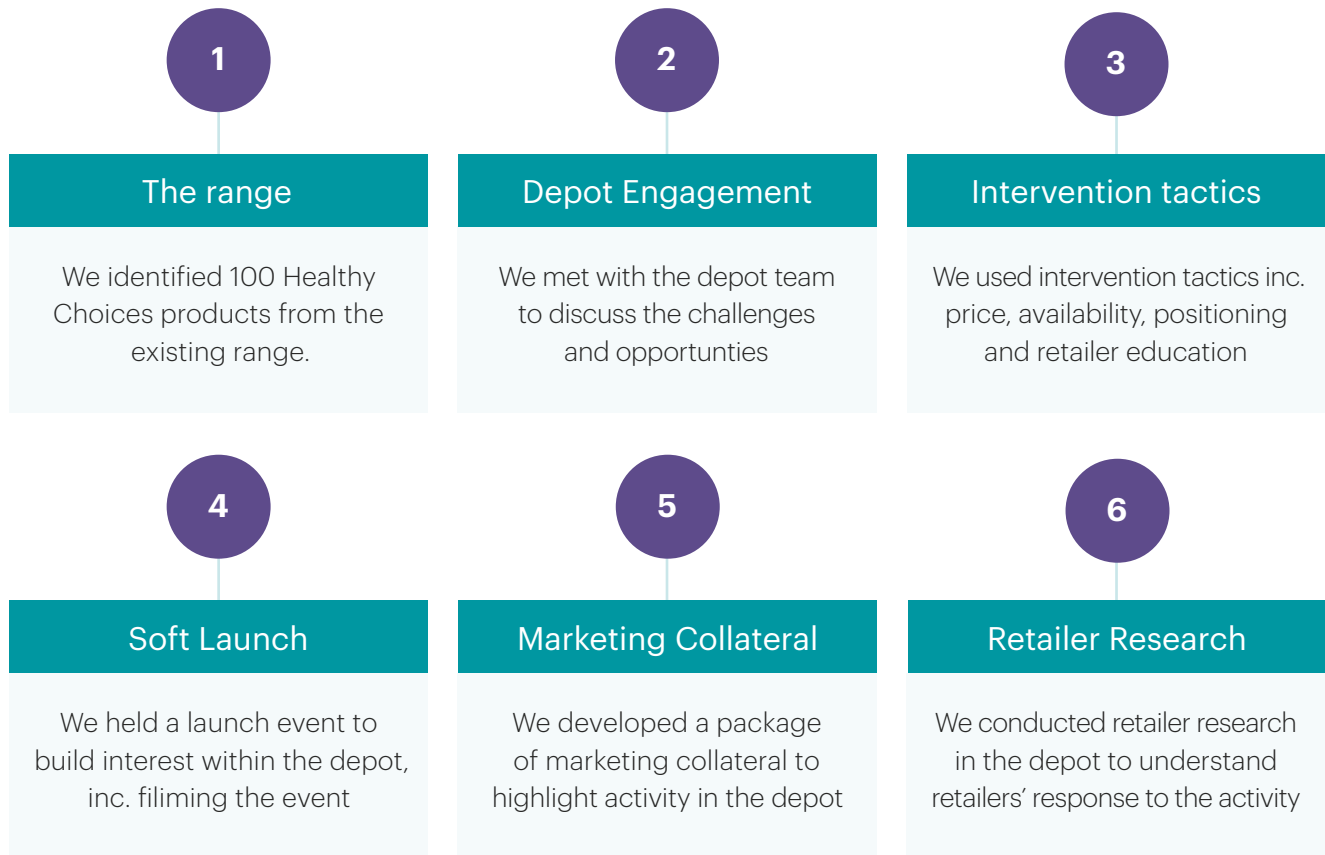 1
The range
We identified 100 Healthy
Choices products from the
existing range.
2
Depot Engagement
We met with the depot team
to discuss the challenges
and opportunties
3
Intervention tactics
We used intervention tactics inc.
price, availability, positioning
and retailer education
4
Soft Launch
We held a launch event to
build interest within the depot,
inc. filiming the event
5
Marketing Collateral
We developed a package
of marketing collateral to
highlight activity in the depot
6
Retailer Research
We conducted retailer research
in the depot to understand
retailers’ response to the activity